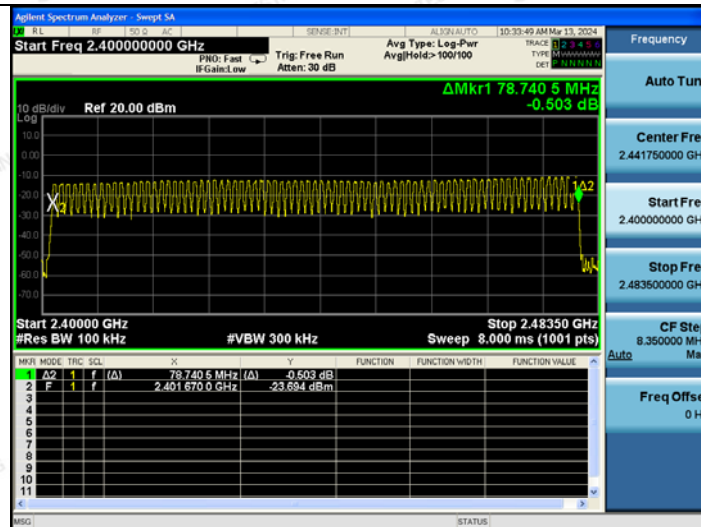 Agilent Spectrum Analyzer - Swept SA
RL RF 50 Ω AC SENSE:INT ALIGNAUTO 10:33:49 AM Mar 13, 2024
Start Freq 2.400000000 GHz
PNO: Fast
IFGain:Low
Trig: Free Run
Atten: 30 dB
Avg Type: Log-Pwr
Avg|Hold:>100/100
TRACE 1 2 3 4 5 6
TYPE
DET P N N N N N
ΔMkr1 78.740 5 MHz
-0.503 dB
10 dB/div Ref 20.00 dBm
Log
10.0
0.00
-10.0
-20.0
-30.0
-40.0
-50.0
-60.0
-70.0
X2
1Δ2
Start 2.40000 GHz Stop 2.48350 GHz
#Res BW 100 kHz #VBW 300 kHz Sweep 8.000 ms (1001 pts)
MKR MODE TRC SCL X Y FUNCTION FUNCTION WIDTH FUNCTION VALUE
1 Δ2 1 f (Δ) 78.740 5 MHz (Δ) -0.503 dB
2 F 1 f 2.401 670 0 GHz -23.694 dBm
3
4
5
6
7
8
9
10
11
MSG STATUS
Frequency
Auto Tun
Center Fre
2.441750000 GH
Start Fre
2.400000000 GH
Stop Fre
2.483500000 GH
CF Ste
8.350000 MH
Auto Ma
Freq Offse
0 H